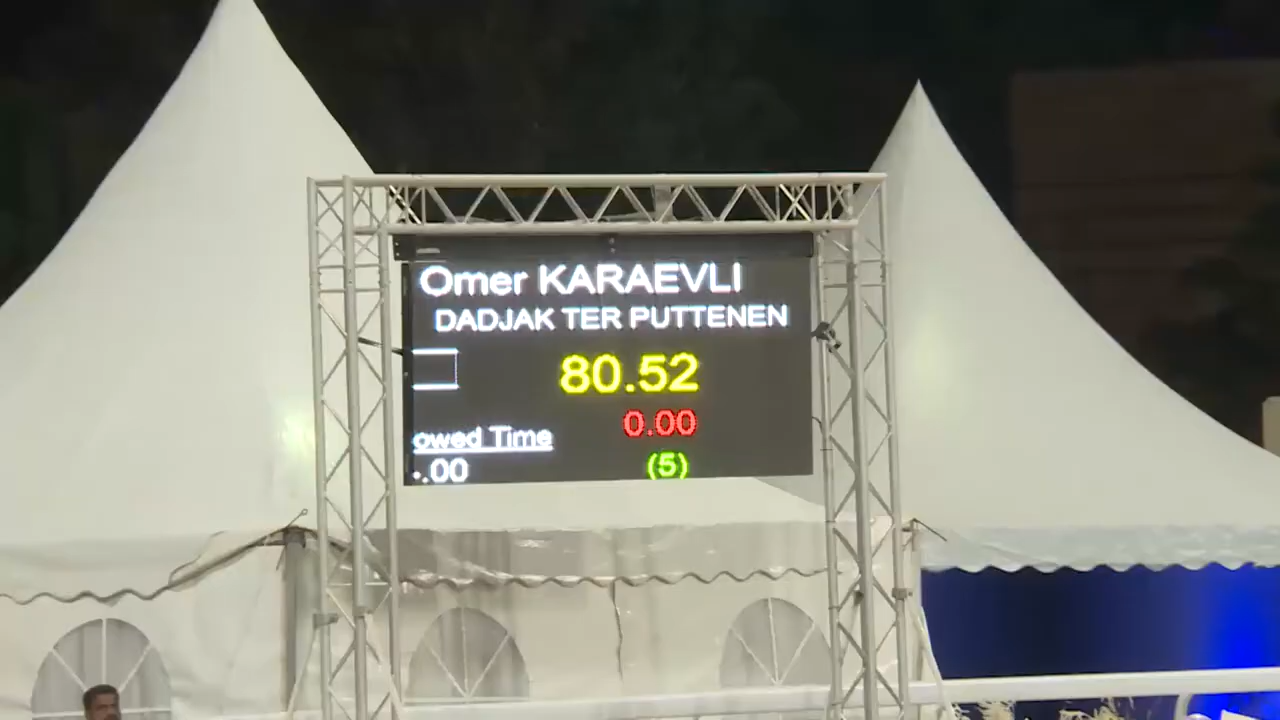 Omer KARAEVLI
DADJAK TER PUTTENEN
80.52
0.00
owed Time
.00
(5)